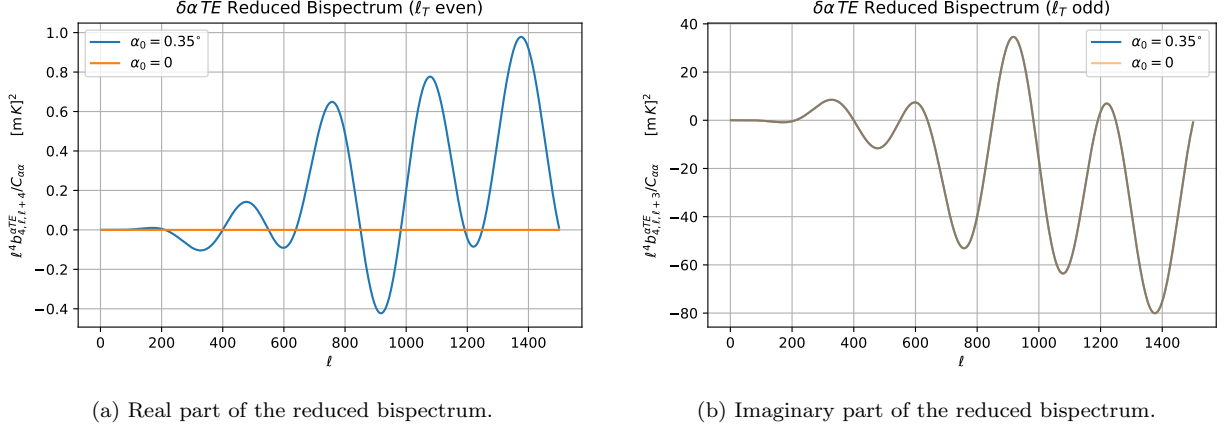 δα TE Reduced Bispectrum (ℓ_T even)
ℓ⁴b^{αTE}_{4,ℓ,ℓ+4}/C_{αα} [mK]²
1.0
0.8
0.6
0.4
0.2
0.0
−0.2
−0.4
α₀ = 0.35°
α₀ = 0
0 200 400 600 800 1000 1200 1400
ℓ
(a) Real part of the reduced bispectrum.
δα TE Reduced Bispectrum (ℓ_T odd)
ℓ⁴b^{αTE}_{4,ℓ,ℓ+3}/C_{αα} [mK]²
40
20
0
−20
−40
−60
−80
α₀ = 0.35°
α₀ = 0
0 200 400 600 800 1000 1200 1400
ℓ
(b) Imaginary part of the reduced bispectrum.